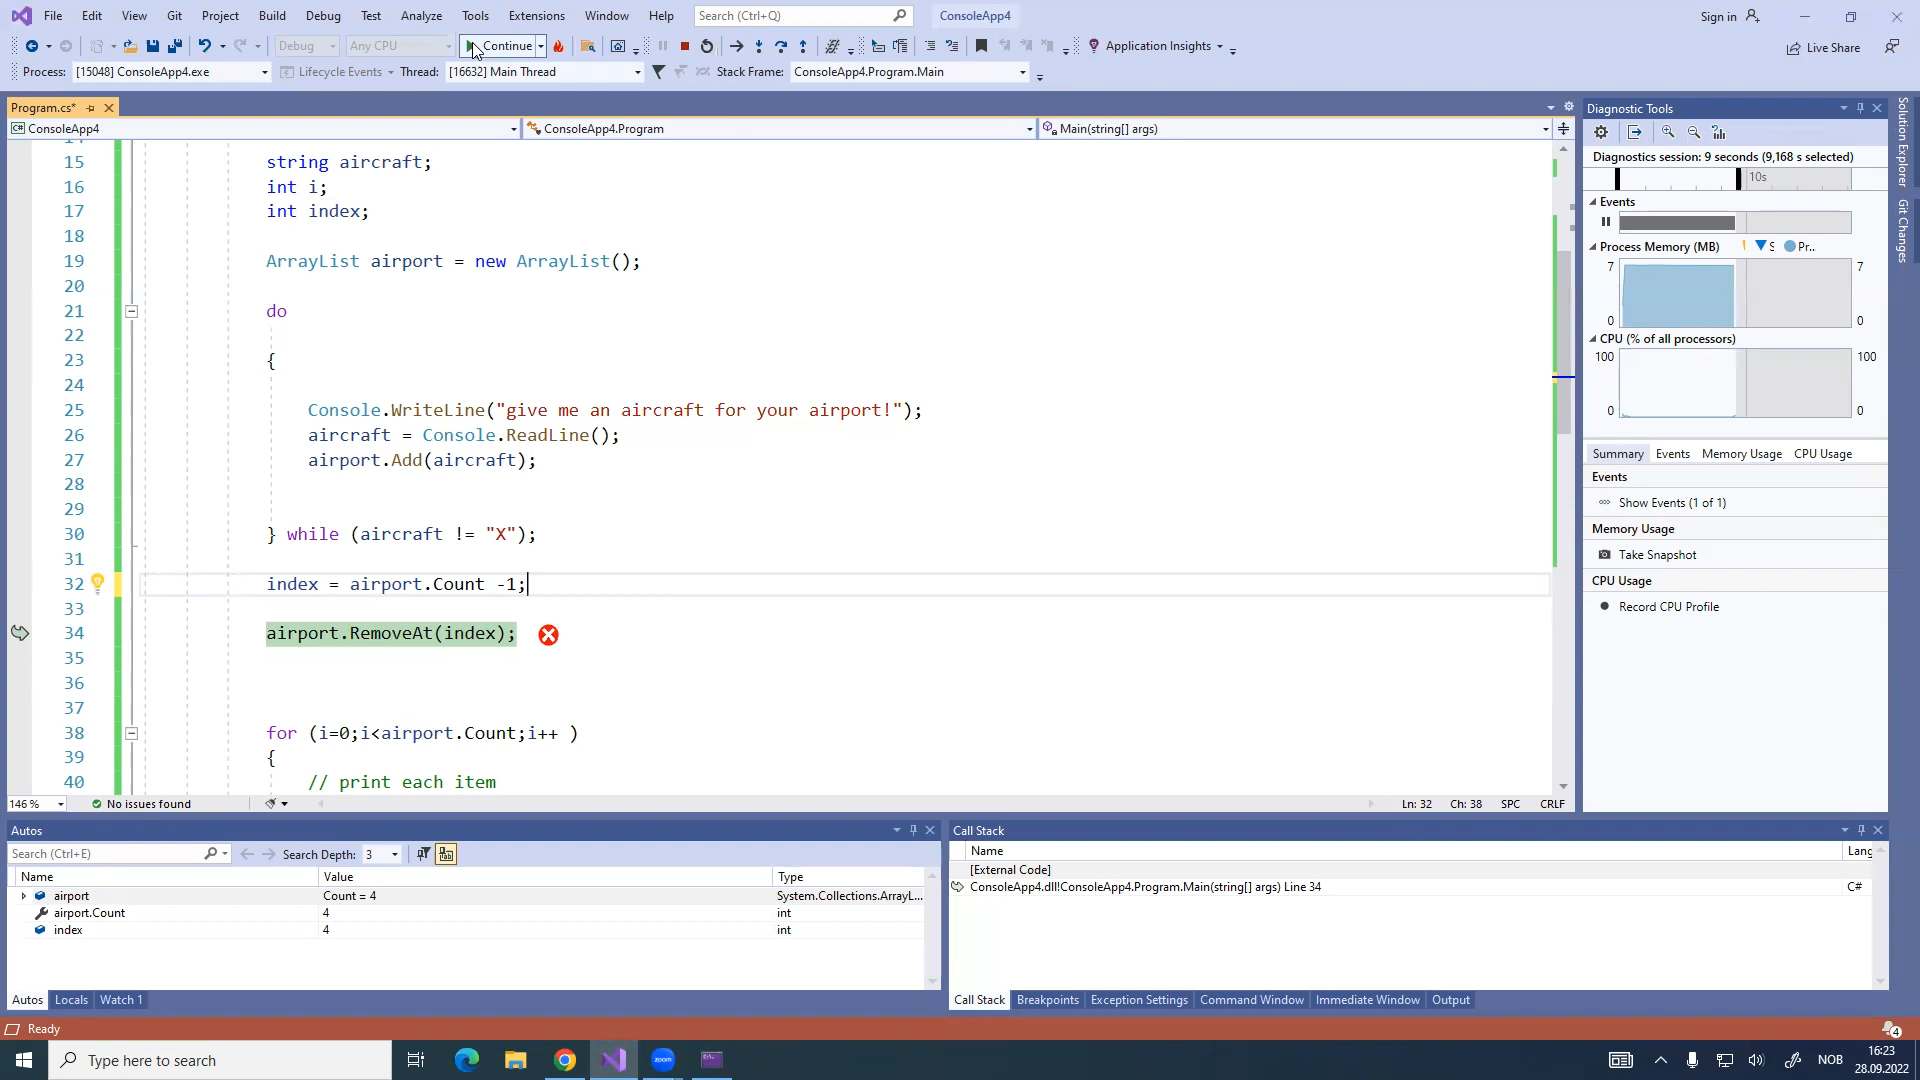 File Edit View Git Project Build Debug Test Analyze Tools Extensions Window Help Search (Ctrl+Q) ConsoleApp4 Sign in
Debug Any CPU Continue Application Insights Live Share
Process: [15048] ConsoleApp4.exe Lifecycle Events Thread: [16632] Main Thread Stack Frame: ConsoleApp4.Program.Main
Program.cs*
ConsoleApp4 ConsoleApp4.Program Main(string[] args)
15 string aircraft;
16 int i;
17 int index;
18
19 ArrayList airport = new ArrayList();
20
21 do
22
23 {
24
25 Console.WriteLine("give me an aircraft for your airport!");
26 aircraft = Console.ReadLine();
27 airport.Add(aircraft);
28
29
30 } while (aircraft != "X");
31
32 index = airport.Count -1;
33
34 airport.RemoveAt(index);
35
36
37
38 for (i=0;i<airport.Count;i++ )
39 {
40 // print each item
146 % No issues found Ln: 32 Ch: 38 SPC CRLF
Diagnostic Tools
Diagnostics session: 9 seconds (9,168 s selected)
10s
Events
Process Memory (MB) S Pr...
7 7
0 0
CPU (% of all processors)
100 100
0 0
Summary Events Memory Usage CPU Usage
Events
Show Events (1 of 1)
Memory Usage
Take Snapshot
CPU Usage
Record CPU Profile
Solution Explorer
Git Changes
Autos
Search (Ctrl+E) Search Depth: 3
Name Value Type
airport Count = 4 System.Collections.ArrayL...
airport.Count 4 int
index 4 int
Autos Locals Watch 1
Call Stack
Name Lang
[External Code]
ConsoleApp4.dll!ConsoleApp4.Program.Main(string[] args) Line 34 C#
Call Stack Breakpoints Exception Settings Command Window Immediate Window Output
Ready 4
Type here to search zoom NOB 16:23
28.09.2022